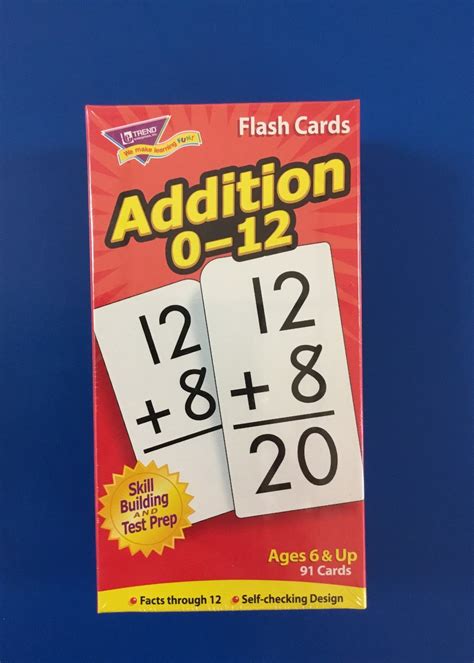 TREND
We make learning FUN!
Flash Cards
Addition
0–12
12
+ 8
12
+ 8
20
Skill
Building
AND
Test Prep
Ages 6 & Up
91 Cards
Facts through 12 Self-checking Design